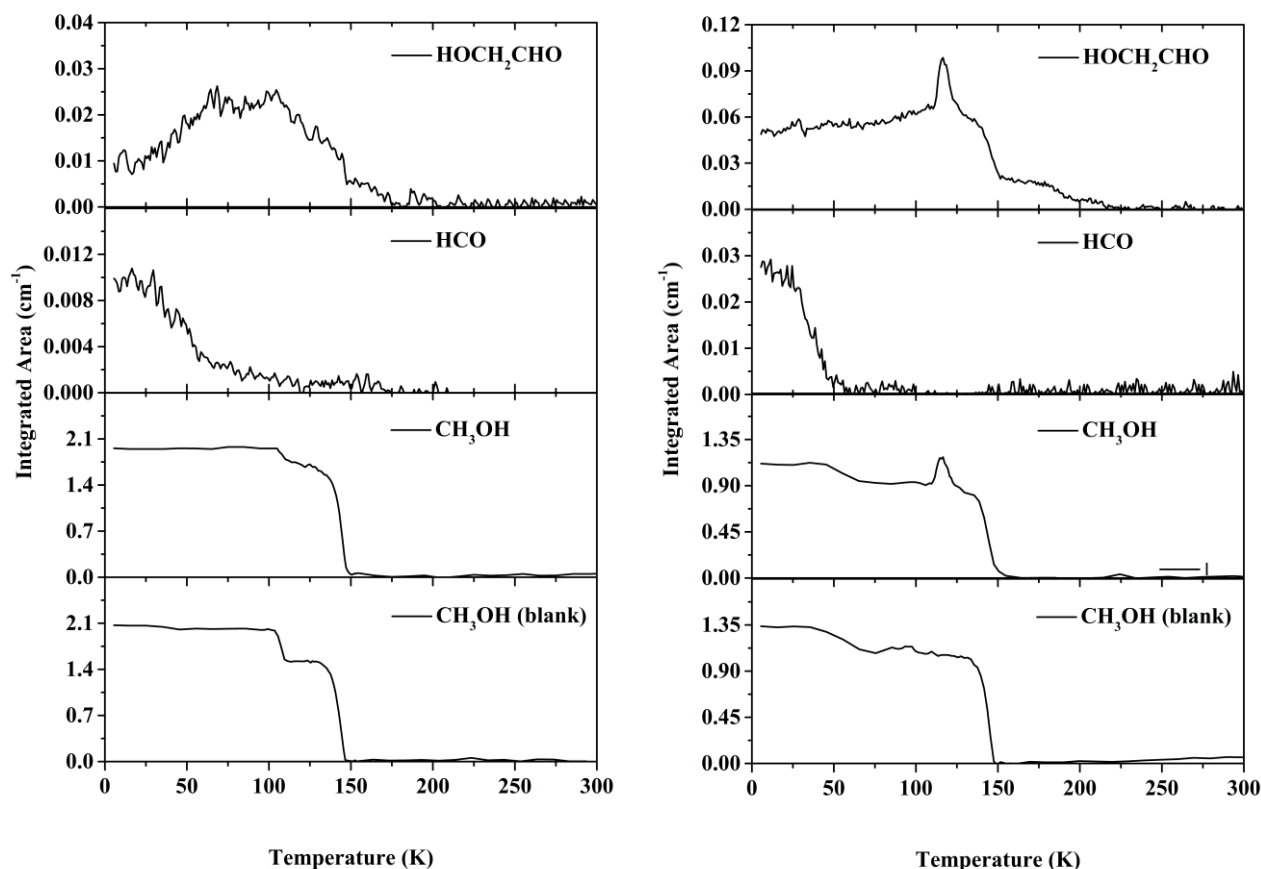 0.04
HOCH2CHO
0.03
0.02
0.01
0.00
HCO
0.012
0.008
0.004
0.000
CH3OH
2.1
1.4
0.7
0.0
CH3OH (blank)
2.1
1.4
0.7
0.0
0 50 100 150 200 250 300
Integrated Area (cm-1)
Temperature (K)
0.12
HOCH2CHO
0.09
0.06
0.03
0.00
HCO
0.03
0.02
0.01
0.00
CH3OH
1.35
0.90
0.45
0.00
CH3OH (blank)
1.35
0.90
0.45
0.00
0 50 100 150 200 250 300
Integrated Area (cm-1)
Temperature (K)